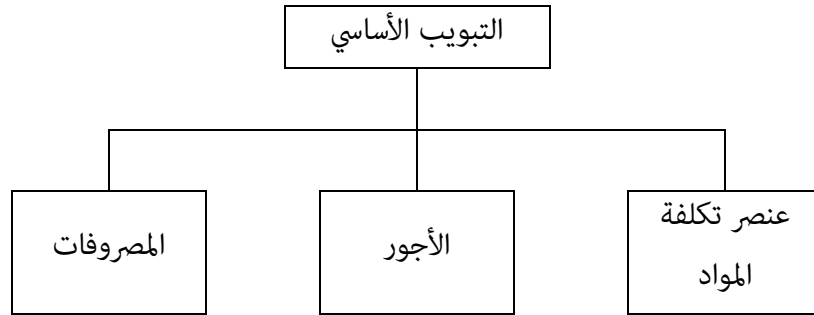 التبويب الأساسي
عنصر تكلفة
المواد
الأجور
المصروفات